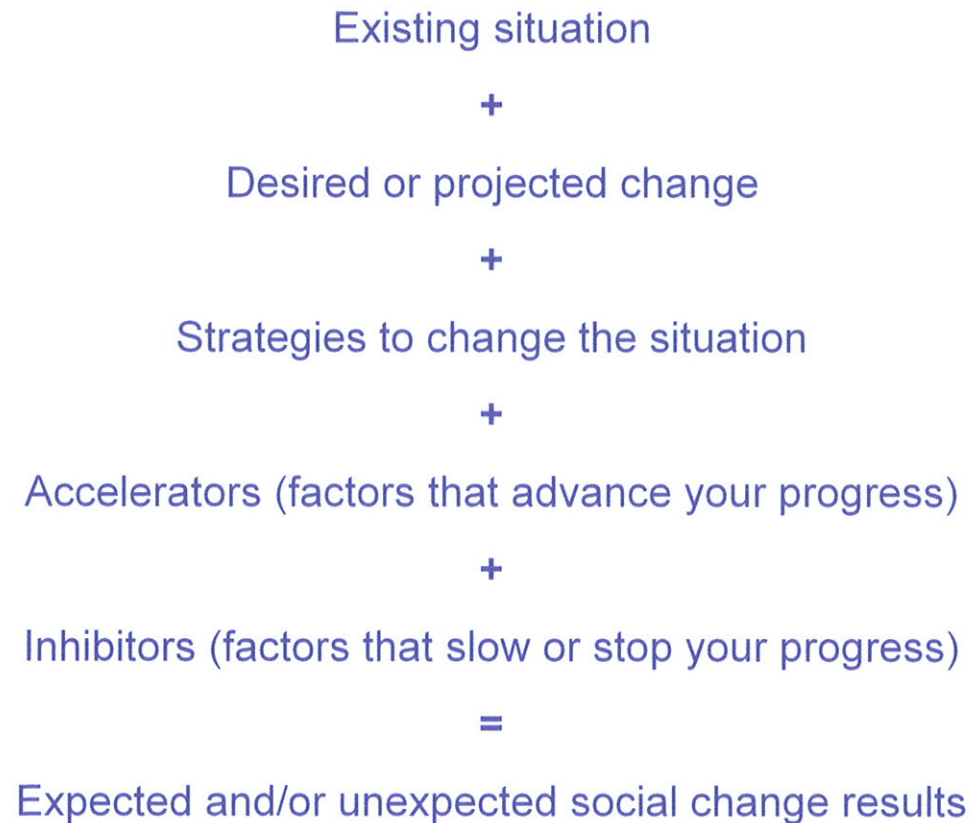 Existing situation
+
Desired or projected change
+
Strategies to change the situation
+
Accelerators (factors that advance your progress)
+
Inhibitors (factors that slow or stop your progress)
=
Expected and/or unexpected social change results